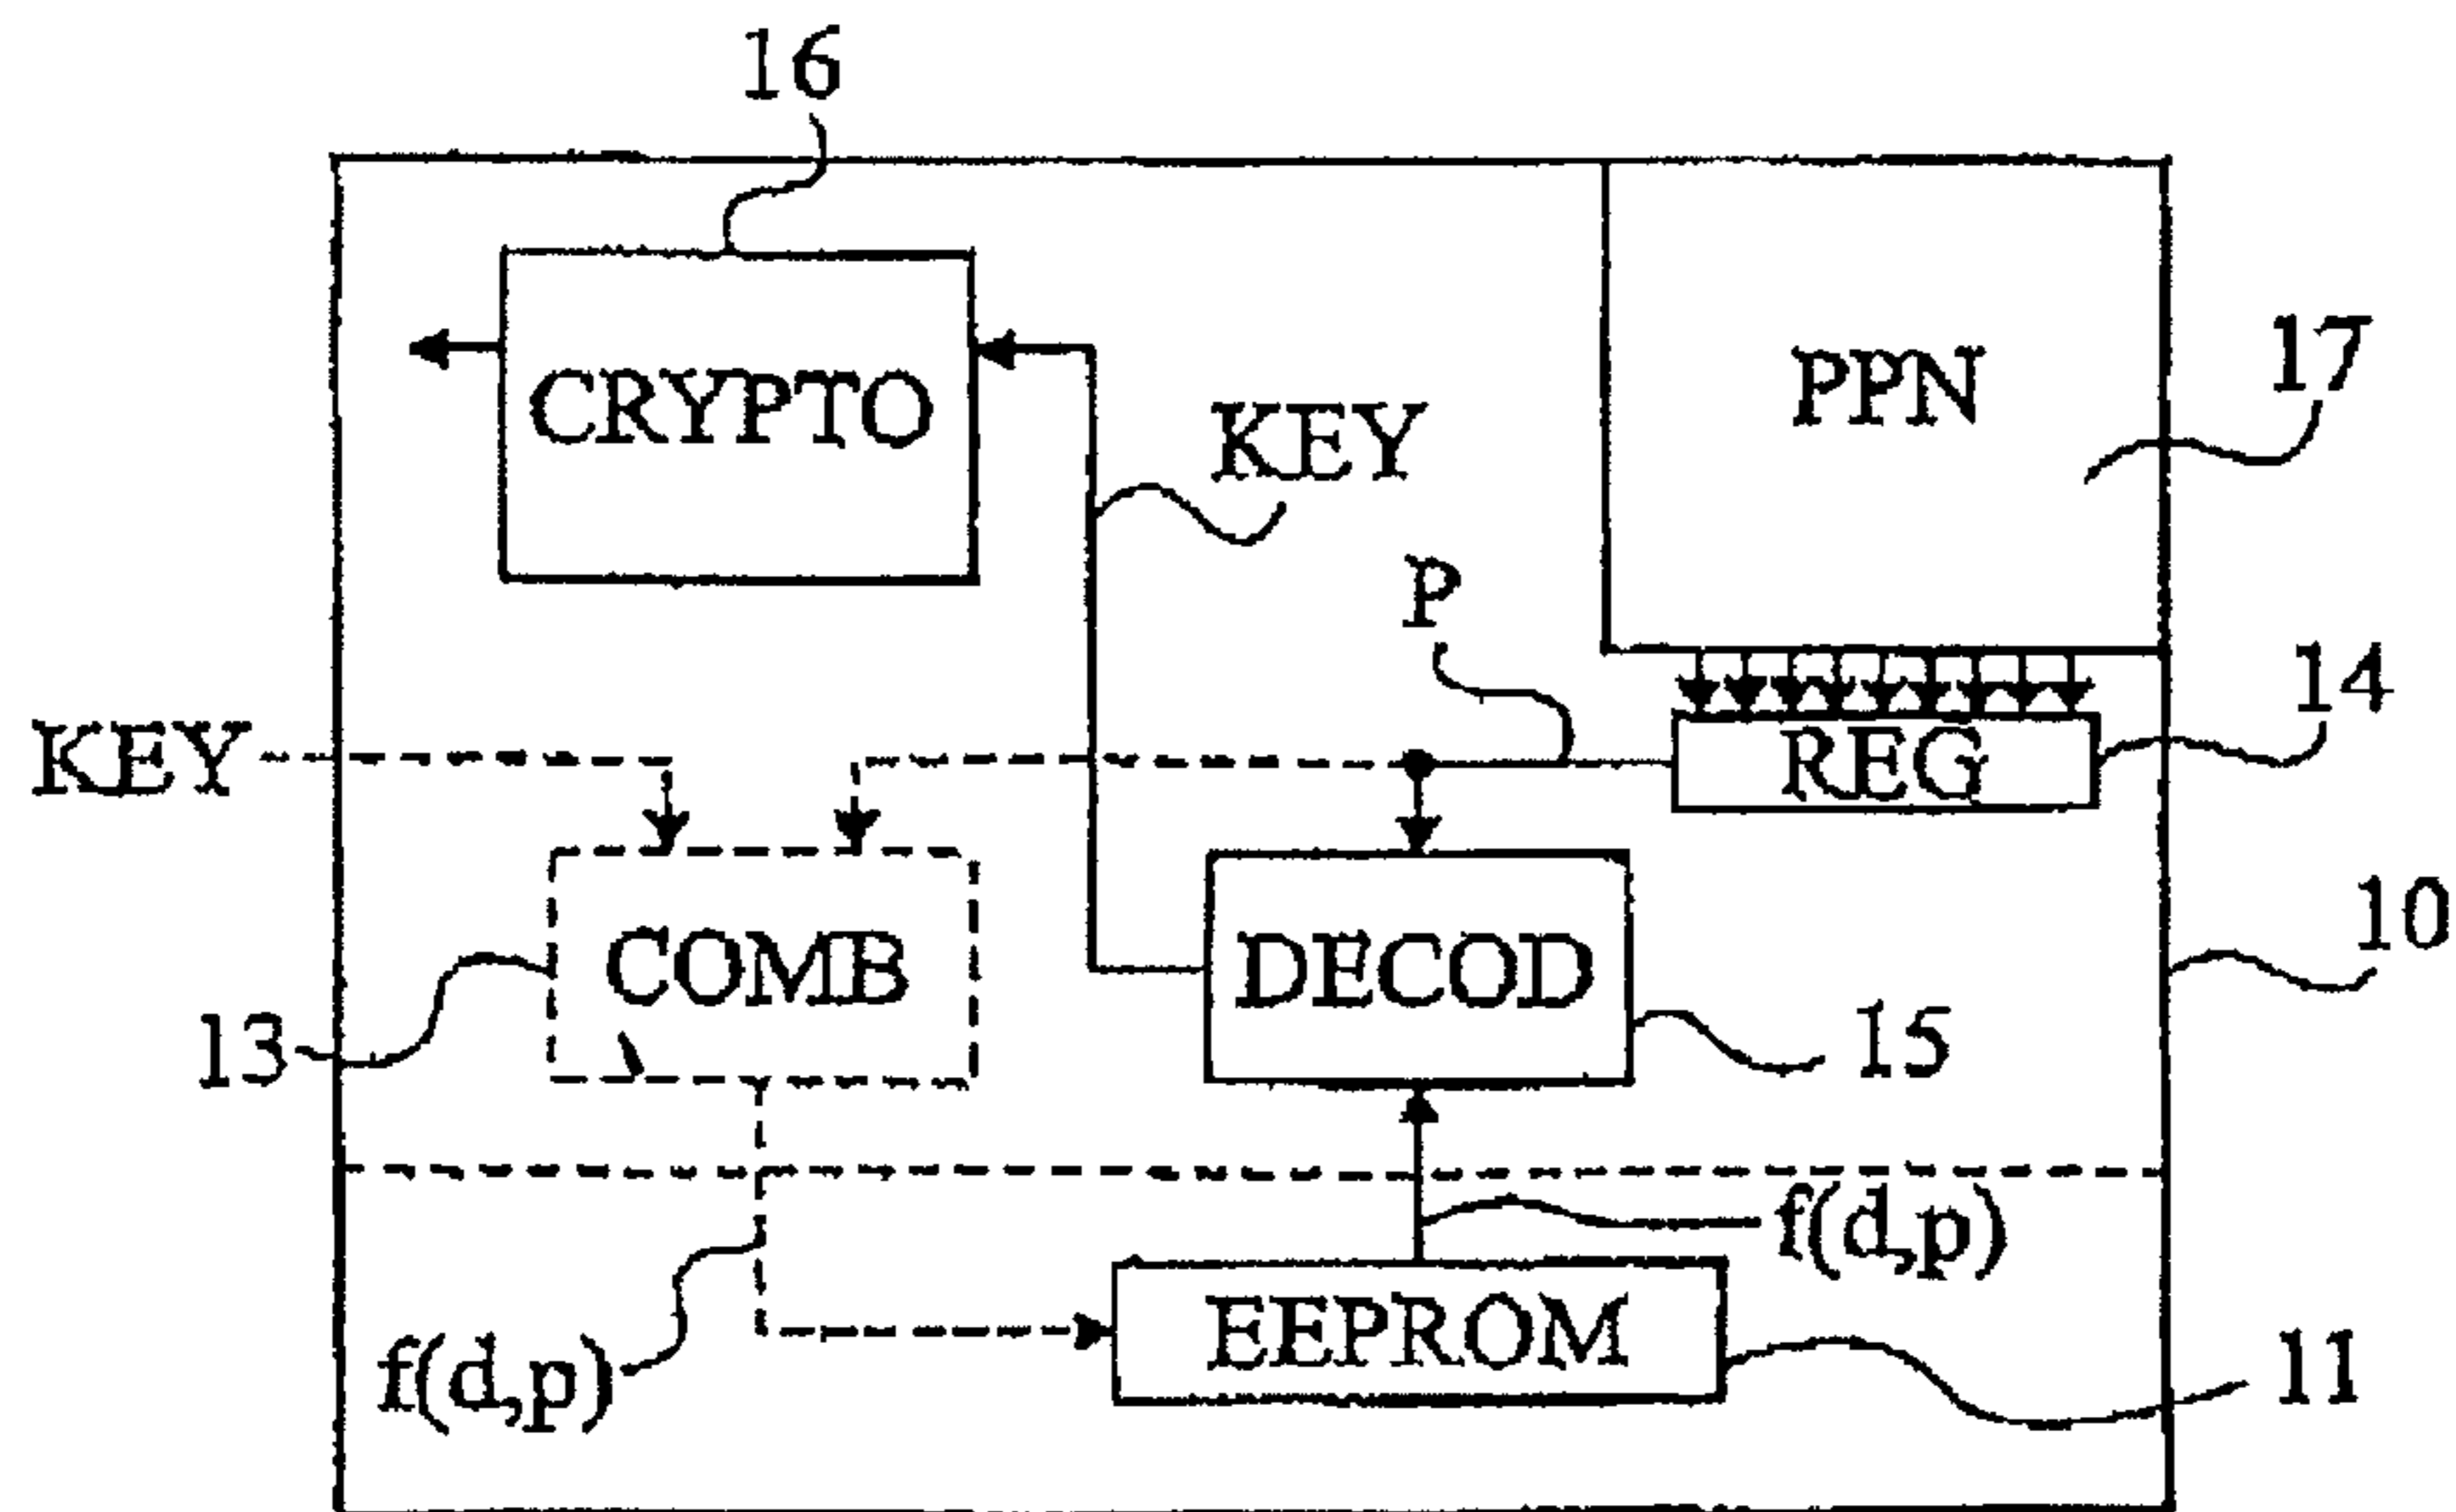 16
CRYPTO
KEY
PPN
17
P
14
KEY
REG
10
COMB
DECOD
13
15
f(d,p)
f(d,p)
EEPROM
11